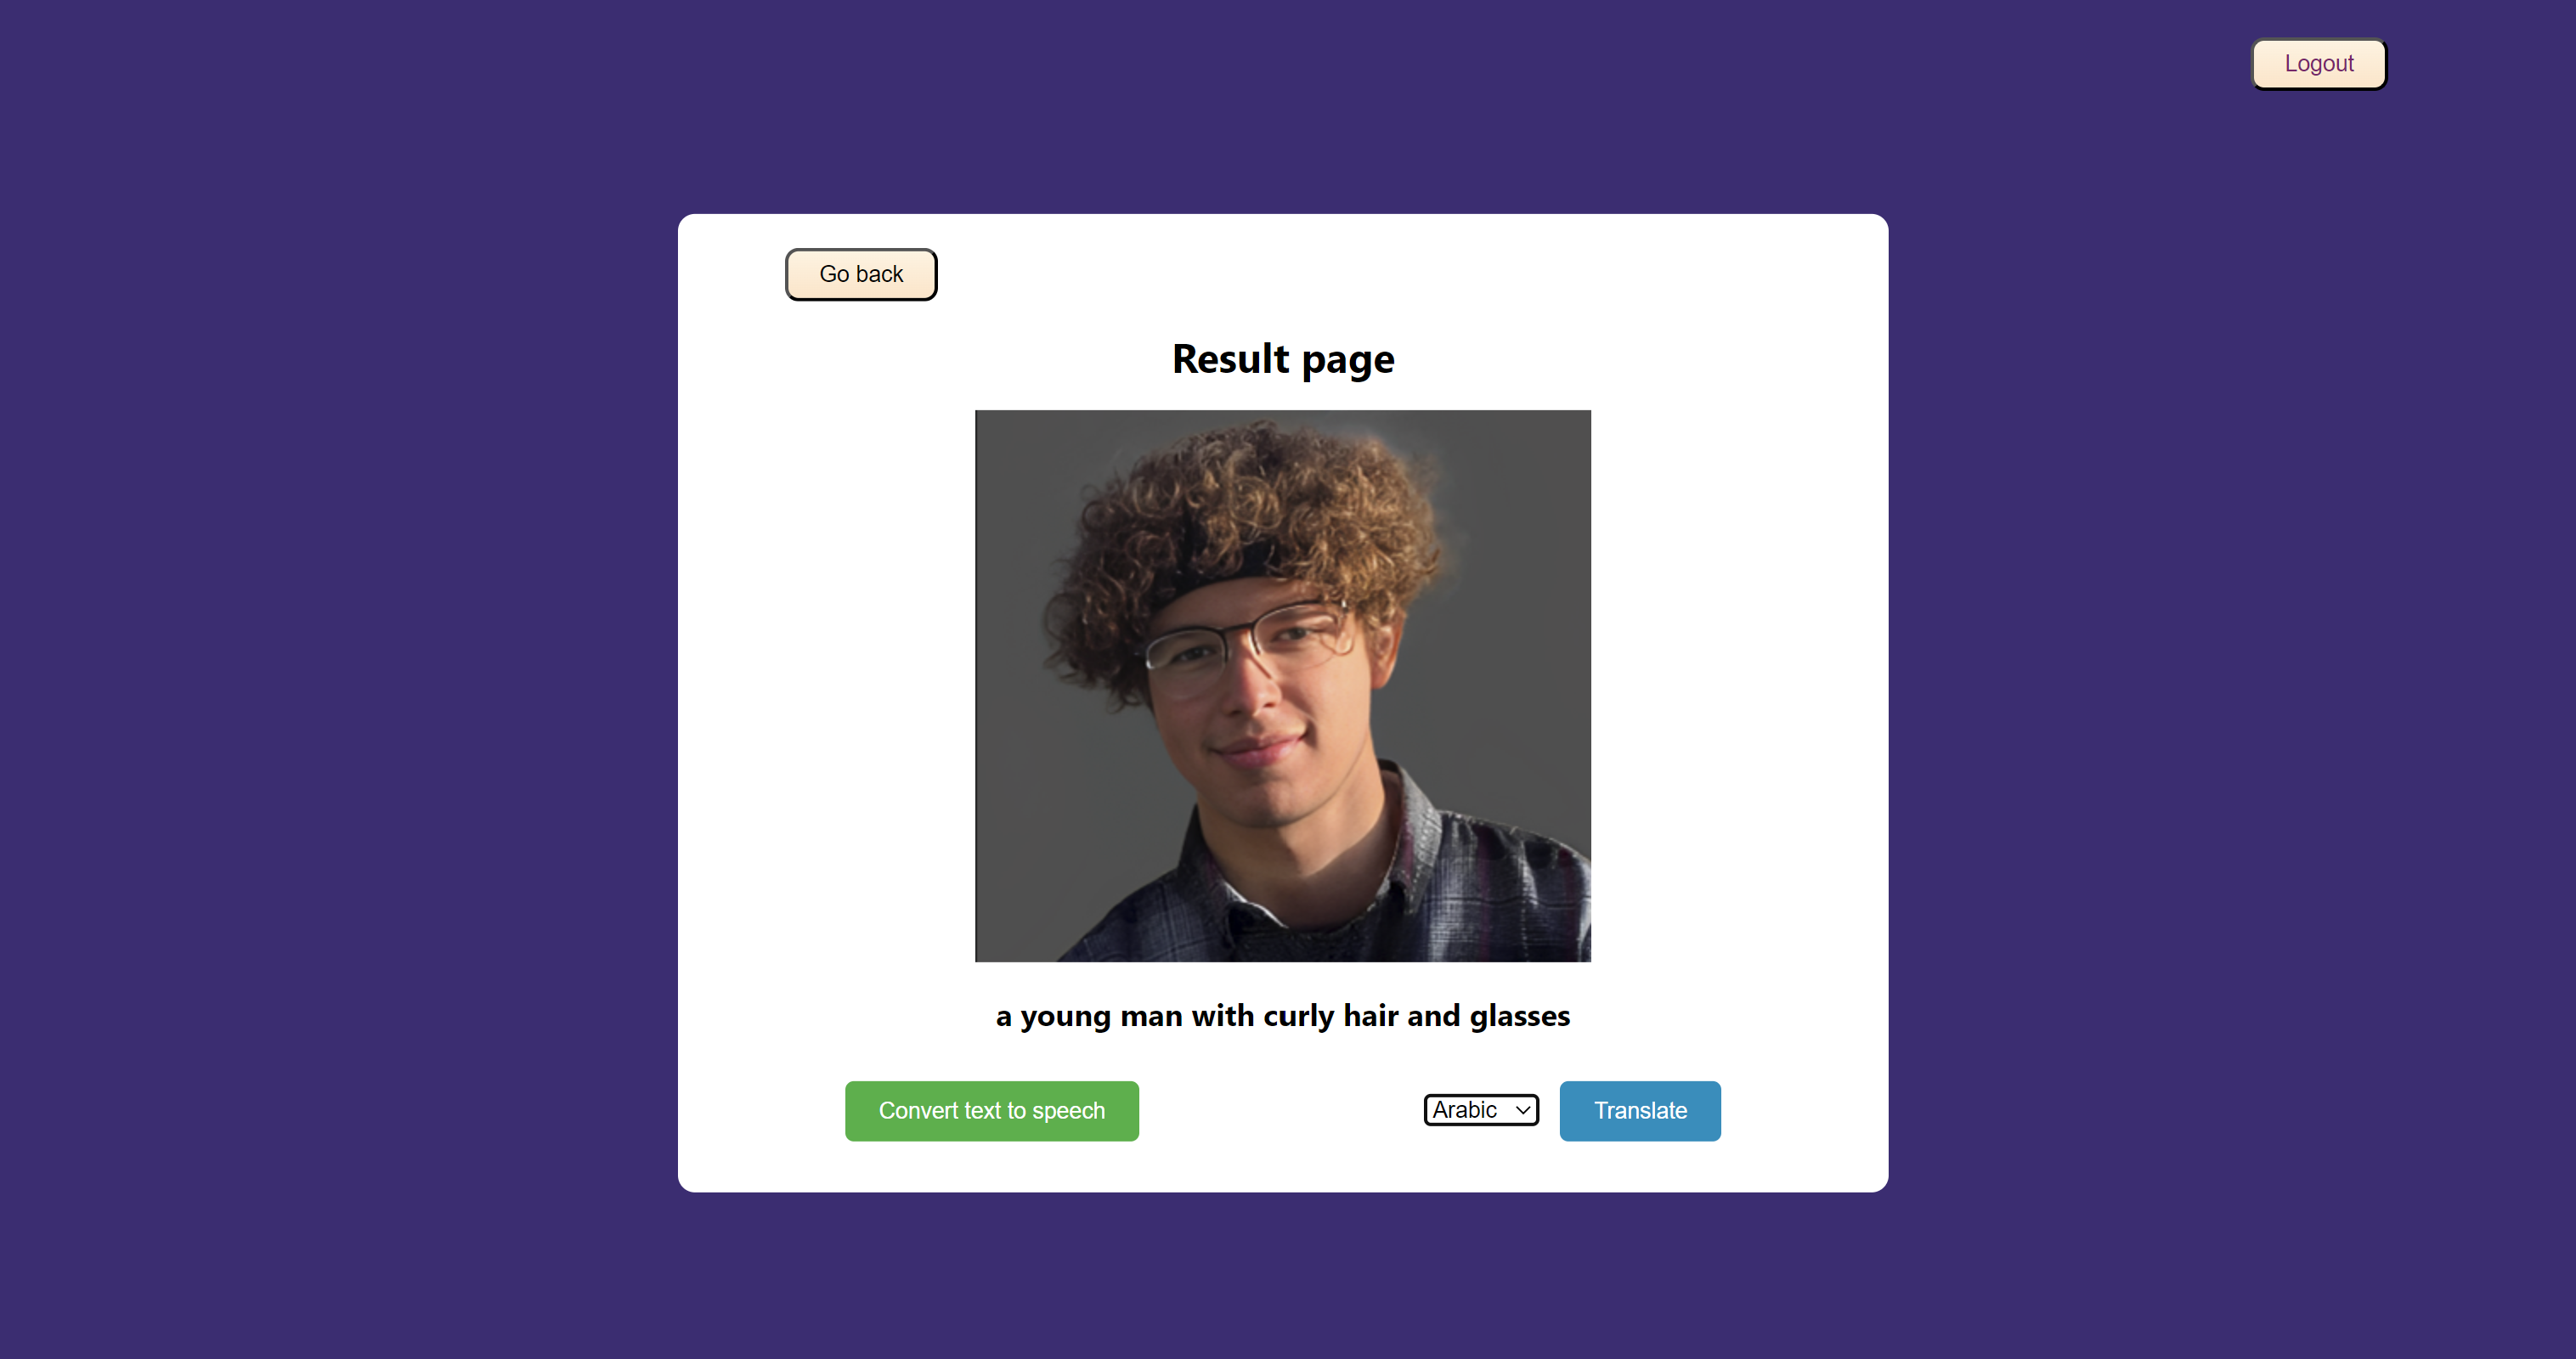 Logout
Go back
Result page
a young man with curly hair and glasses
Convert text to speech
Arabic
Translate